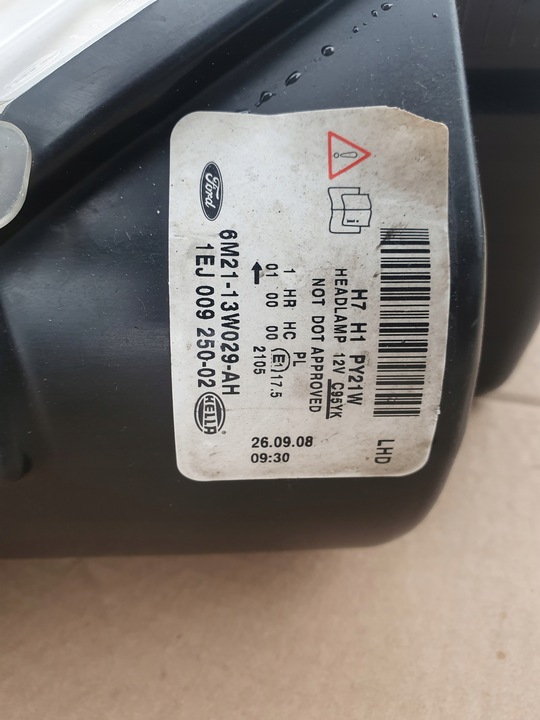 Ford
6M21-13W029-AH
1EJ 009 250-02 HELLA
1 HR HC PL
01 00 00 E1 17.5
2105
H7 H1 PY21W
HEADLAMP 12V C95YK
NOT DOT APPROVED
LHD
26.09.08
09:30